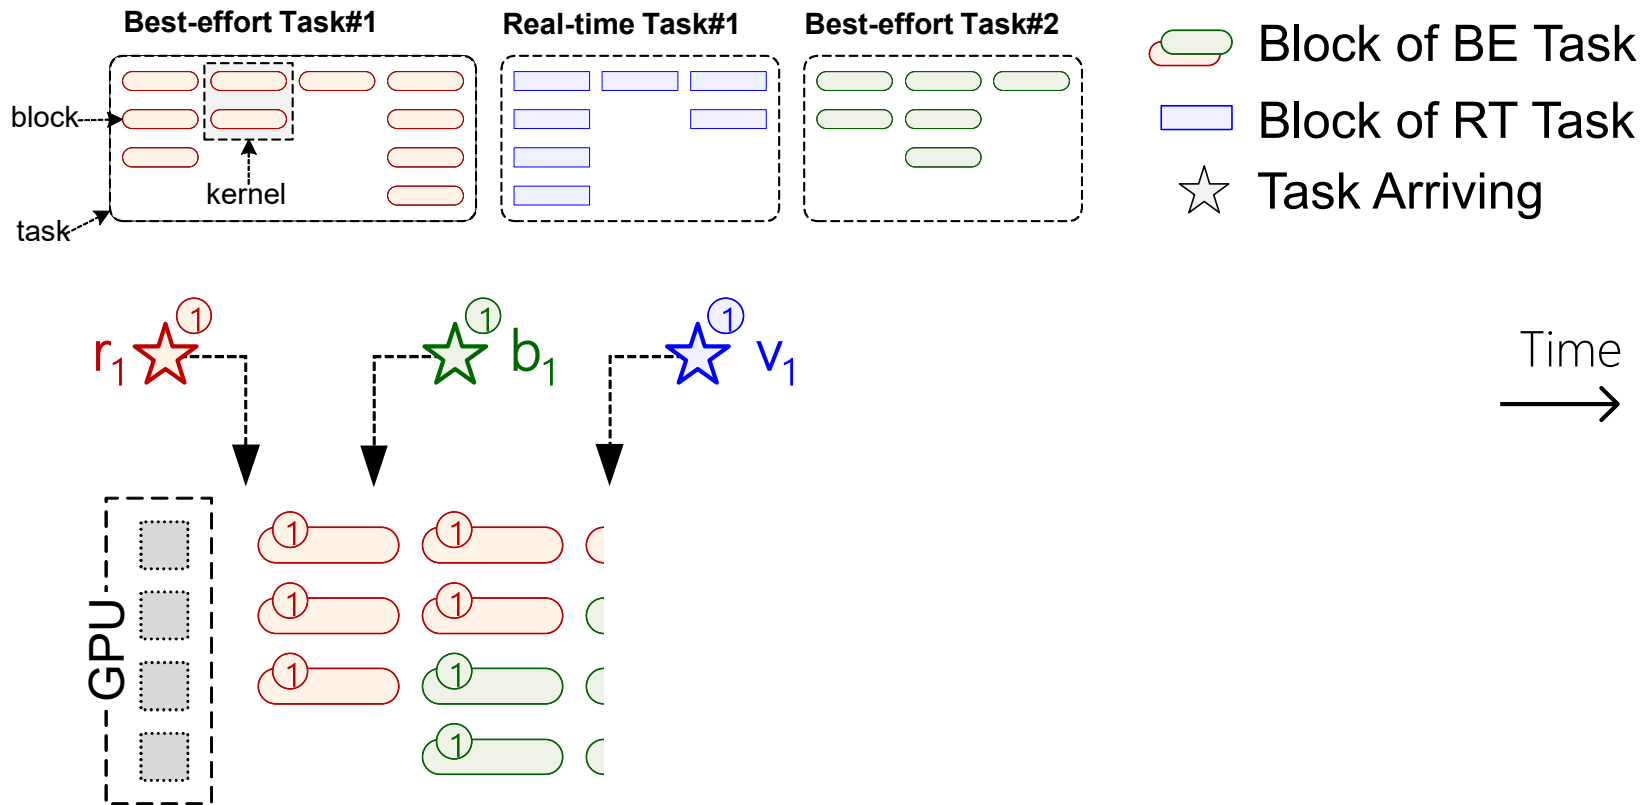 Best-effort Task#1
Real-time Task#1
Best-effort Task#2
block
kernel
task
Block of BE Task
Block of RT Task
Task Arriving
r1
1
1
b1
1
v1
Time
GPU
1
1
1
1
1
1
1